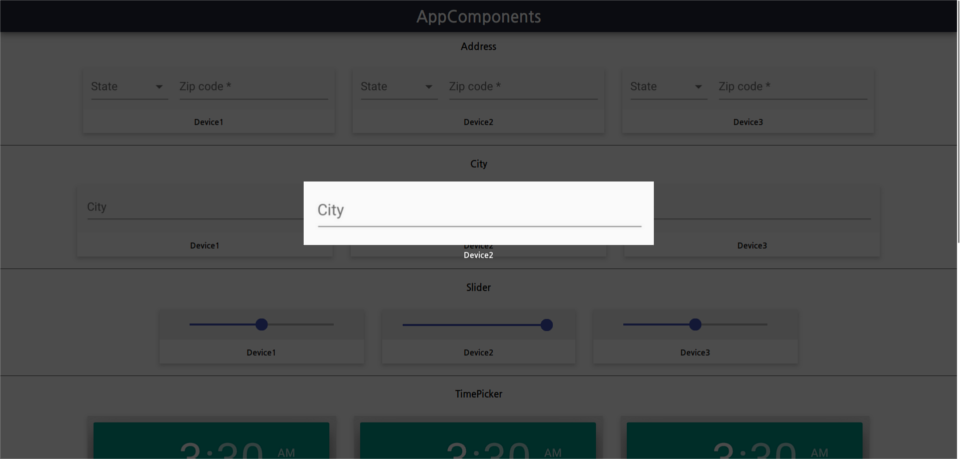 AppComponents
Address
State Zip code * State Zip code * State Zip code *
Device1 Device2 Device3
City
City
City
Device1 Device2 Device3
Device2
Slider
Device1 Device2 Device3
TimePicker
3:30 AM 3:30 AM 3:30 AM